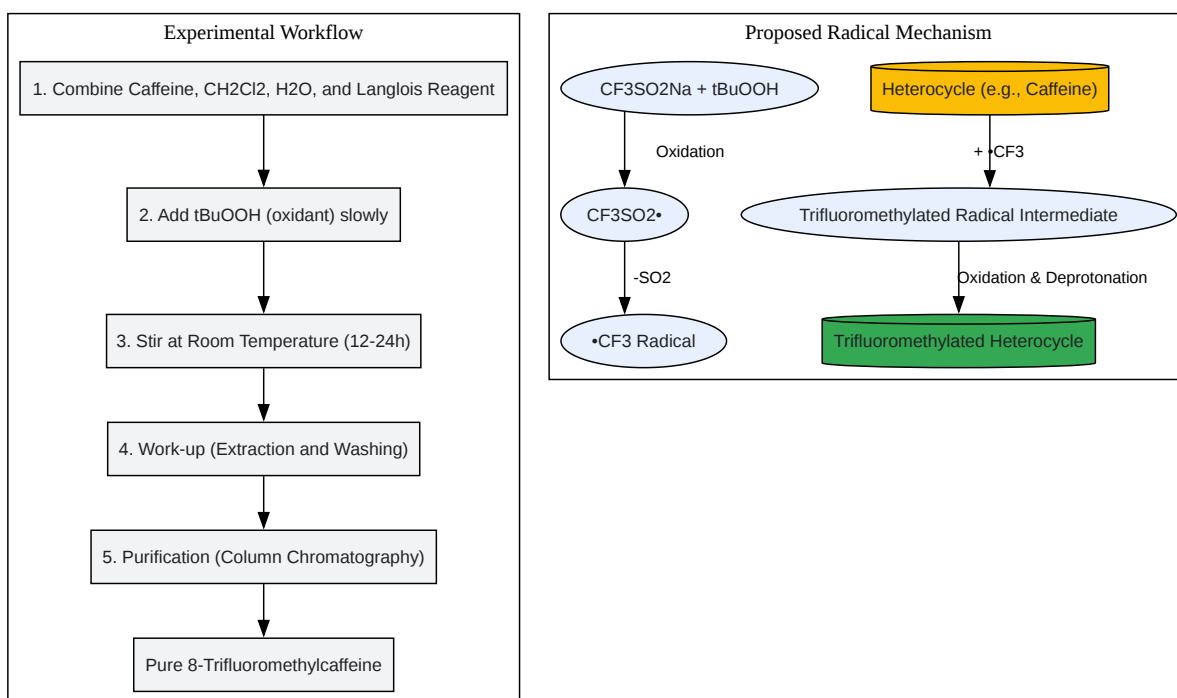 Experimental Workflow
1. Combine Caffeine, CH2Cl2, H2O, and Langlois Reagent
2. Add tBuOOH (oxidant) slowly
3. Stir at Room Temperature (12-24h)
4. Work-up (Extraction and Washing)
5. Purification (Column Chromatography)
Pure 8-Trifluoromethylcaffeine
Proposed Radical Mechanism
CF3SO2Na + tBuOOH
Oxidation
CF3SO2•
-SO2
•CF3 Radical
Heterocycle (e.g., Caffeine)
+ •CF3
Trifluoromethylated Radical Intermediate
Oxidation & Deprotonation
Trifluoromethylated Heterocycle